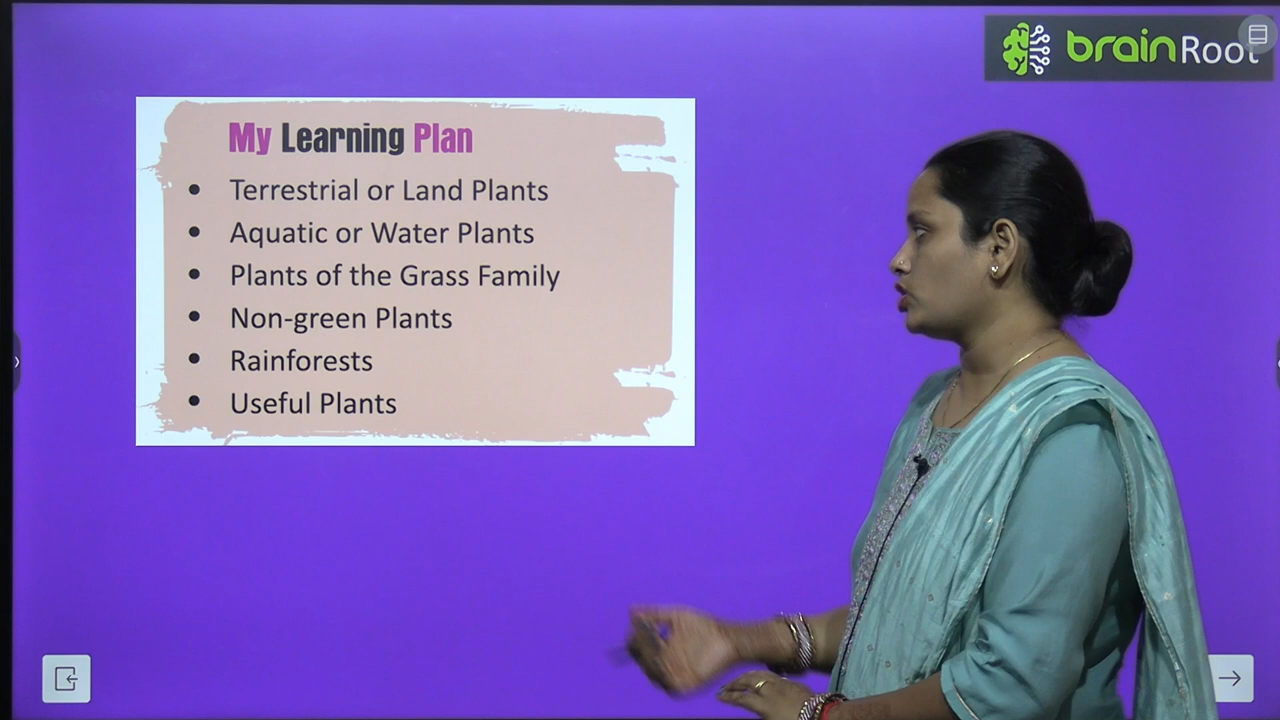 brainRoot
My Learning Plan
• Terrestrial or Land Plants
• Aquatic or Water Plants
• Plants of the Grass Family
• Non-green Plants
• Rainforests
• Useful Plants